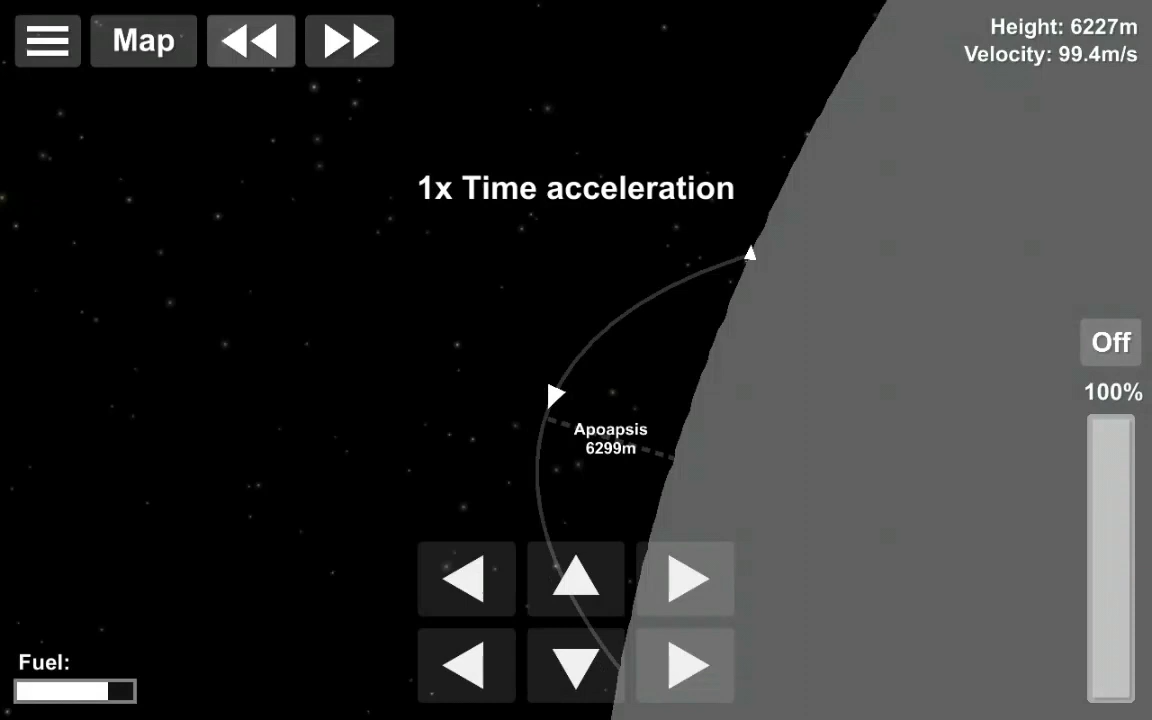 Map
Height: 6227m
Velocity: 99.4m/s
1x Time acceleration
Off
100%
Apoapsis
6299m
Fuel: